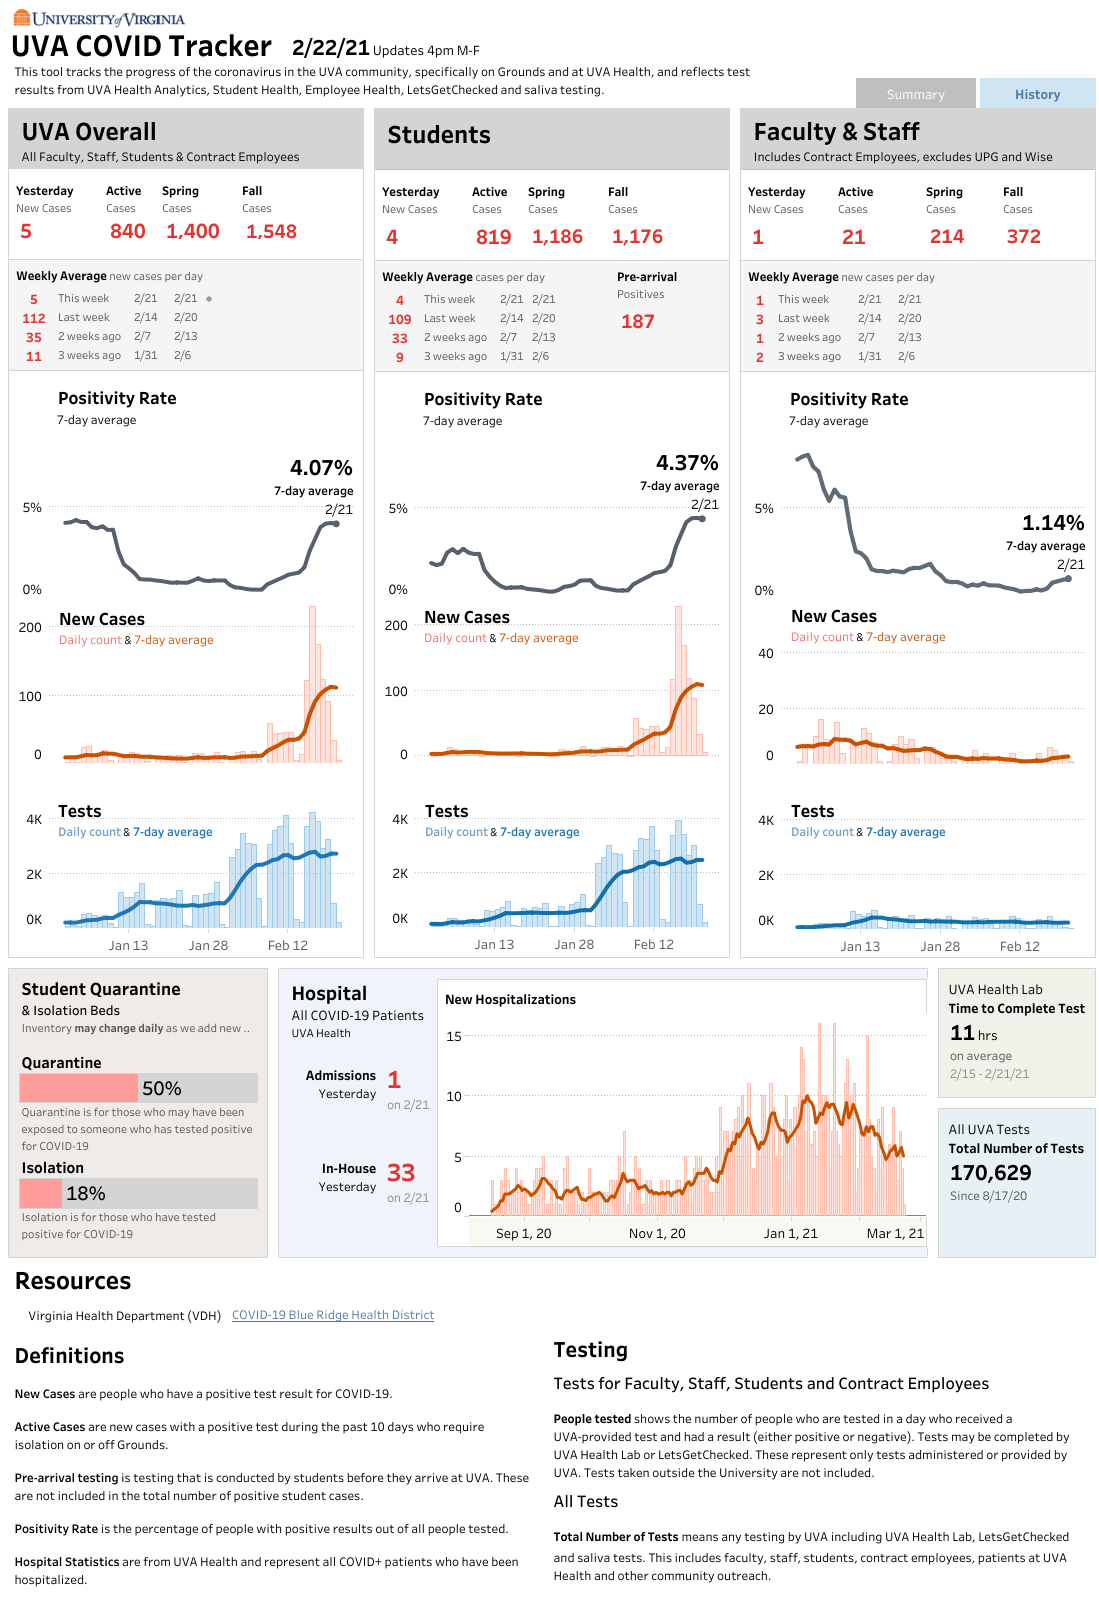 UNIVERSITY of VIRGINIA
UVA COVID Tracker 2/22/21 Updates 4pm M-F
This tool tracks the progress of the coronavirus in the UVA community, specifically on Grounds and at UVA Health, and reflects test
results from UVA Health Analytics, Student Health, Employee Health, LetsGetChecked and saliva testing.
Summary
History
UVA Overall
All Faculty, Staff, Students & Contract Employees
Yesterday Active Spring Fall
New Cases Cases Cases Cases
5 840 1,400 1,548
Weekly Average new cases per day
5 This week 2/21 2/21
112 Last week 2/14 2/20
35 2 weeks ago 2/7 2/13
11 3 weeks ago 1/31 2/6
Positivity Rate
7-day average
4.07%
7-day average
2/21
5%
0%
New Cases
Daily count & 7-day average
200
100
0
Tests
Daily count & 7-day average
4K
2K
0K
Jan 13 Jan 28 Feb 12
Students
Yesterday Active Spring Fall
New Cases Cases Cases Cases
4 819 1,186 1,176
Weekly Average cases per day
4 This week 2/21 2/21
109 Last week 2/14 2/20
33 2 weeks ago 2/7 2/13
9 3 weeks ago 1/31 2/6
Pre-arrival
Positives
187
Positivity Rate
7-day average
4.37%
7-day average
2/21
5%
0%
New Cases
Daily count & 7-day average
200
100
0
Tests
Daily count & 7-day average
4K
2K
0K
Jan 13 Jan 28 Feb 12
Faculty & Staff
Includes Contract Employees, excludes UPG and Wise
Yesterday Active Spring Fall
New Cases Cases Cases Cases
1 21 214 372
Weekly Average new cases per day
1 This week 2/21 2/21
3 Last week 2/14 2/20
1 2 weeks ago 2/7 2/13
2 3 weeks ago 1/31 2/6
Positivity Rate
7-day average
5%
1.14%
7-day average
2/21
0%
New Cases
Daily count & 7-day average
40
20
0
Tests
Daily count & 7-day average
4K
2K
0K
Jan 13 Jan 28 Feb 12
Student Quarantine
& Isolation Beds
Inventory may change daily as we add new ..
Quarantine
50%
Quarantine is for those who may have been
exposed to someone who has tested positive
for COVID-19
Isolation
18%
Isolation is for those who have tested
positive for COVID-19
Hospital
All COVID-19 Patients
UVA Health
Admissions 1
Yesterday
on 2/21
In-House 33
Yesterday
on 2/21
New Hospitalizations
15
10
5
0
Sep 1, 20 Nov 1, 20 Jan 1, 21 Mar 1, 21
UVA Health Lab
Time to Complete Test
11 hrs
on average
2/15 - 2/21/21
All UVA Tests
Total Number of Tests
170,629
Since 8/17/20
Resources
Virginia Health Department (VDH) COVID-19 Blue Ridge Health District
Definitions
New Cases are people who have a positive test result for COVID-19.
Active Cases are new cases with a positive test during the past 10 days who require
isolation on or off Grounds.
Pre-arrival testing is testing that is conducted by students before they arrive at UVA. These
are not included in the total number of positive student cases.
Positivity Rate is the percentage of people with positive results out of all people tested.
Hospital Statistics are from UVA Health and represent all COVID+ patients who have been
hospitalized.
Testing
Tests for Faculty, Staff, Students and Contract Employees
People tested shows the number of people who are tested in a day who received a
UVA-provided test and had a result (either positive or negative). Tests may be completed by
UVA Health Lab or LetsGetChecked. These represent only tests administered or provided by
UVA. Tests taken outside the University are not included.
All Tests
Total Number of Tests means any testing by UVA including UVA Health Lab, LetsGetChecked
and saliva tests. This includes faculty, staff, students, contract employees, patients at UVA
Health and other community outreach.